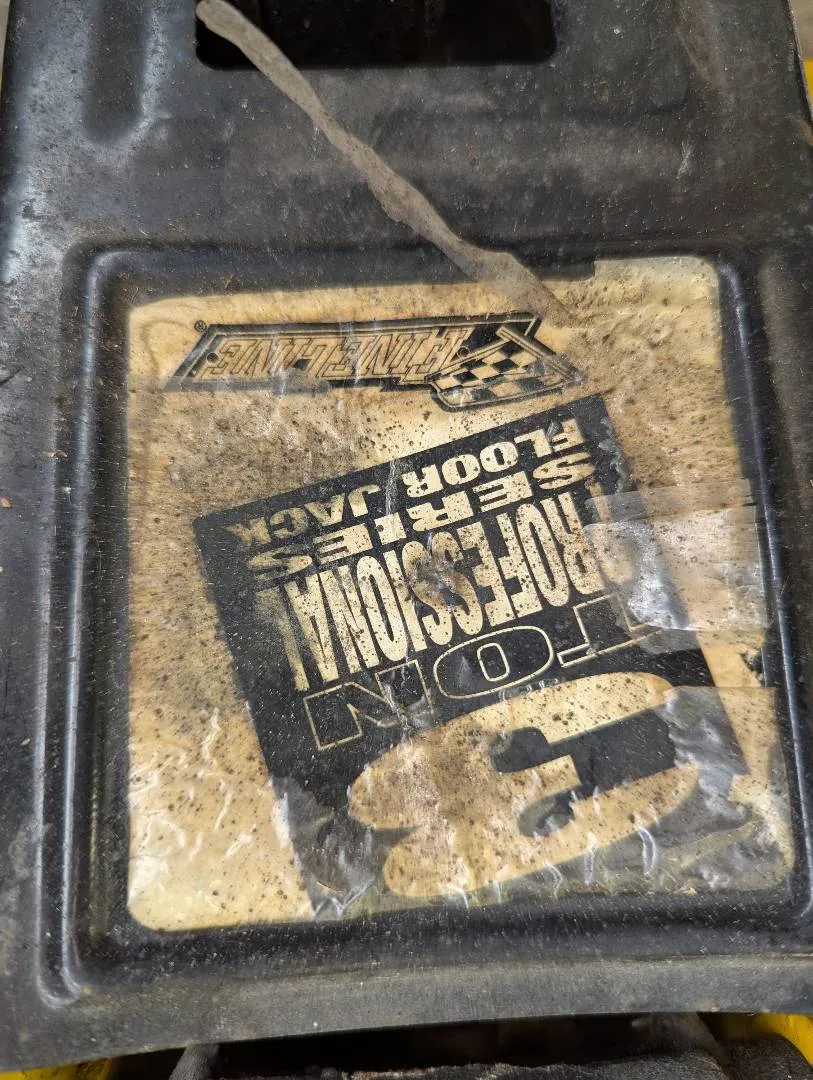 3
TON
PROFESSIONAL
SERIES
FLOOR JACK
FINELINE®